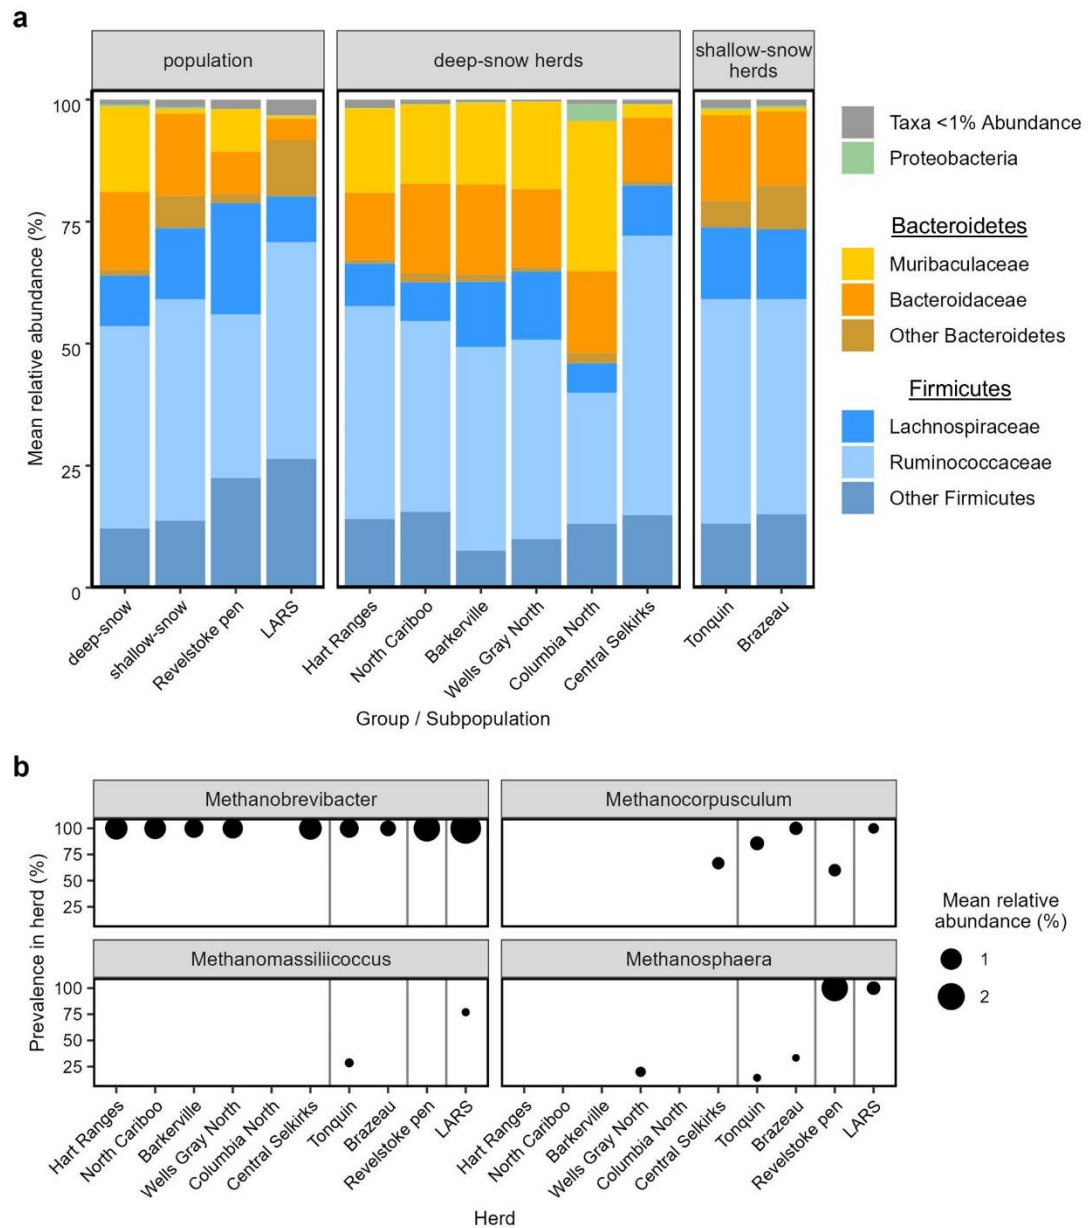 a
population
deep-snow herds
shallow-snow
herds
Mean relative abundance (%)
100
75
50
25
0
deep-snow
shallow-snow
Revelstoke pen
LARS
Hart Ranges
North Cariboo
Barkerville
Wells Gray North
Columbia North
Central Selkirks
Tonquin
Brazeau
Group / Subpopulation
Taxa <1% Abundance
Proteobacteria
Bacteroidetes
Muribaculaceae
Bacteroidaceae
Other Bacteroidetes
Firmicutes
Lachnospiraceae
Ruminococcaceae
Other Firmicutes
b
Methanobrevibacter
Methanocorpusculum
Prevalence in herd (%)
100
75
50
25
Methanomassiliicoccus
Methanosphaera
100
75
50
25
Hart Ranges
North Cariboo
Barkerville
Wells Gray North
Columbia North
Central Selkirks
Tonquin
Brazeau
Revelstoke pen
LARS
Hart Ranges
North Cariboo
Barkerville
Wells Gray North
Columbia North
Central Selkirks
Tonquin
Brazeau
Revelstoke pen
LARS
Herd
Mean relative
abundance (%)
1
2